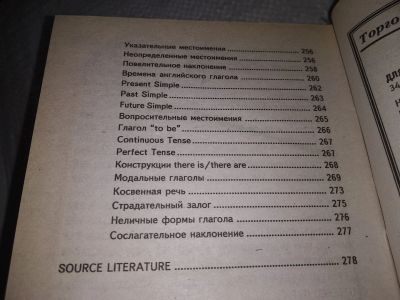 Указательные местоимения 256
Неопределенные местоимения 256
Повелительное наклонение 258
Времена английского глагола 260
Present Simple 262
Past Simple 263
Future Simple 264
Вопросительные местоимения 265
Глагол "to be" 266
Continuous Tense 267
Perfect Tense 267
Конструкции there is/there are 268
Модальные глаголы 269
Косвенная речь 273
Страдательный залог 275
Неличные формы глагола 276
Сослагательное наклонение 277
SOURCE LITERATURE 278
Торго
ДЛЯ
34